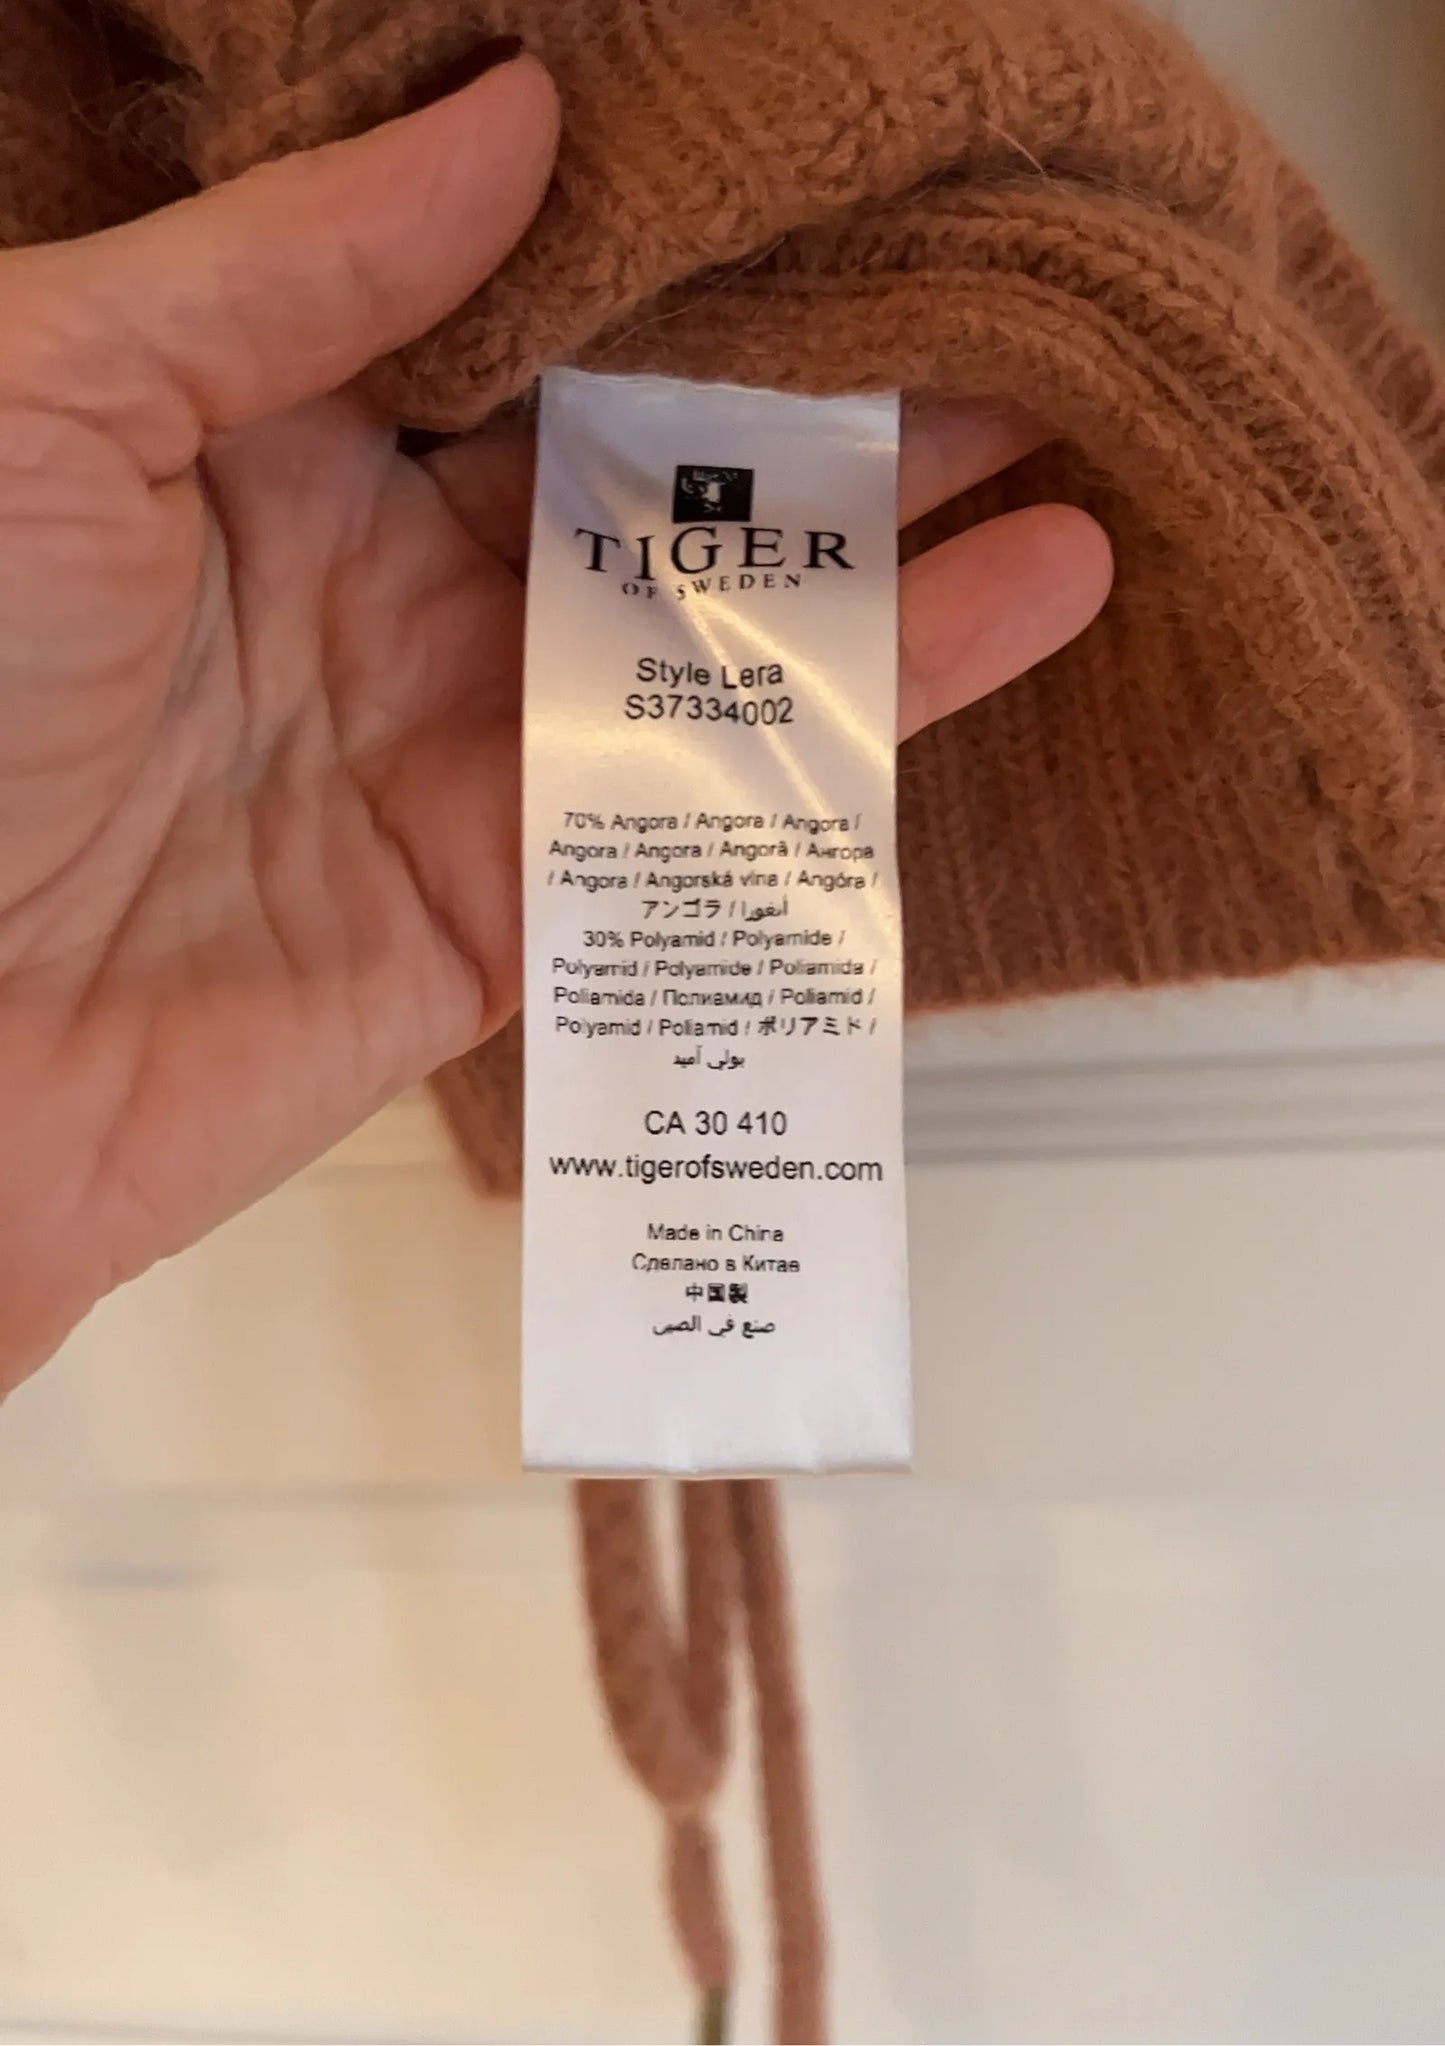 TIGER
OF SWEDEN
Style Lera
S37334002
70% Angora / Angora / Angora /
Angora / Angora / Angorã / Ангора
/ Angora / Angorská vlna / Angóra /
アンゴラ / أنغورا
30% Polyamid / Polyamide /
Polyamid / Polyamide / Poliamida /
Poliamida / Полиамид / Poliamid /
Polyamid / Poliamid / ポリアミド /
بولي أميد
CA 30 410
www.tigerofsweden.com
Made in China
Сделано в Китае
中国製
صنع في الصين